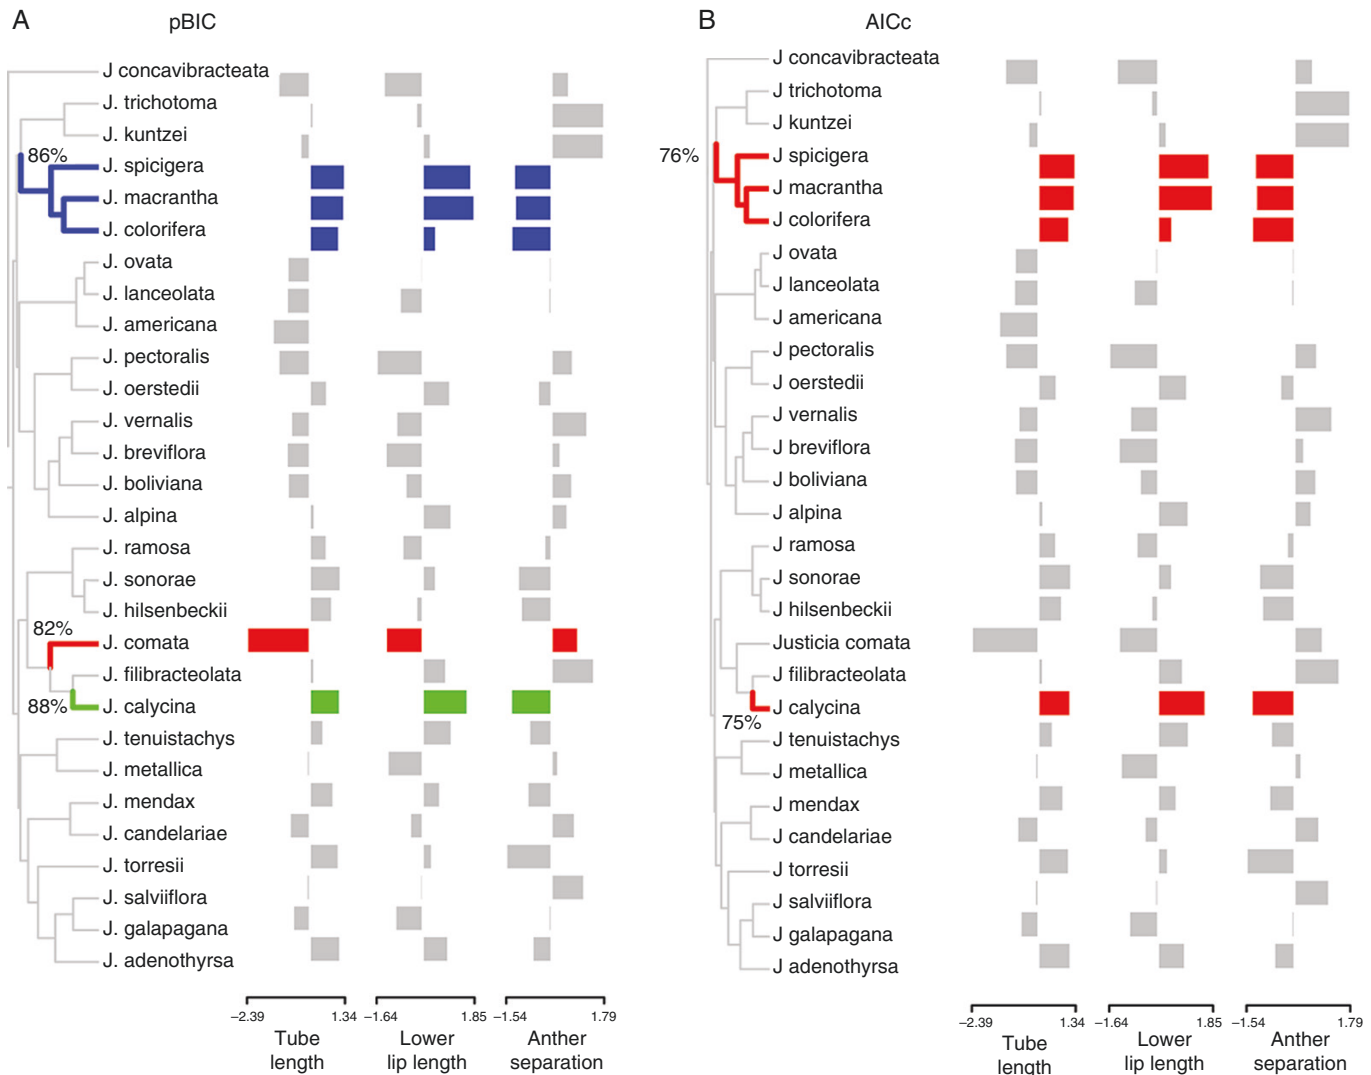 A
pBIC
J concavibracteata
J. trichotoma
J. kuntzei
86%
J. spicigera
J. macrantha
J. colorifera
J. ovata
J. lanceolata
J. americana
J. pectoralis
J. oerstedii
J. vernalis
J. breviflora
J. boliviana
J. alpina
J. ramosa
J. sonorae
J. hilsenbeckii
82%
J. comata
J. filibracteolata
88%
J. calycina
J. tenuistachys
J. metallica
J. mendax
J. candelariae
J. torresii
J. salviiflora
J. galapagana
J. adenothyrsa
−2.39 1.34
Tube
length
−1.64 1.85
Lower
lip length
−1.54 1.79
Anther
separation
B
AICc
J concavibracteata
J trichotoma
J kuntzei
76%
J spicigera
J macrantha
J colorifera
J ovata
J lanceolata
J americana
J pectoralis
J oerstedii
J vernalis
J breviflora
J boliviana
J alpina
J ramosa
J sonorae
J hilsenbeckii
Justicia comata
J filibracteolata
J calycina
75%
J tenuistachys
J metallica
J mendax
J candelariae
J torresii
J salviiflora
J galapagana
J adenothyrsa
−2.39 1.34
Tube
length
−1.64 1.85
Lower
lip length
−1.54 1.79
Anther
separation